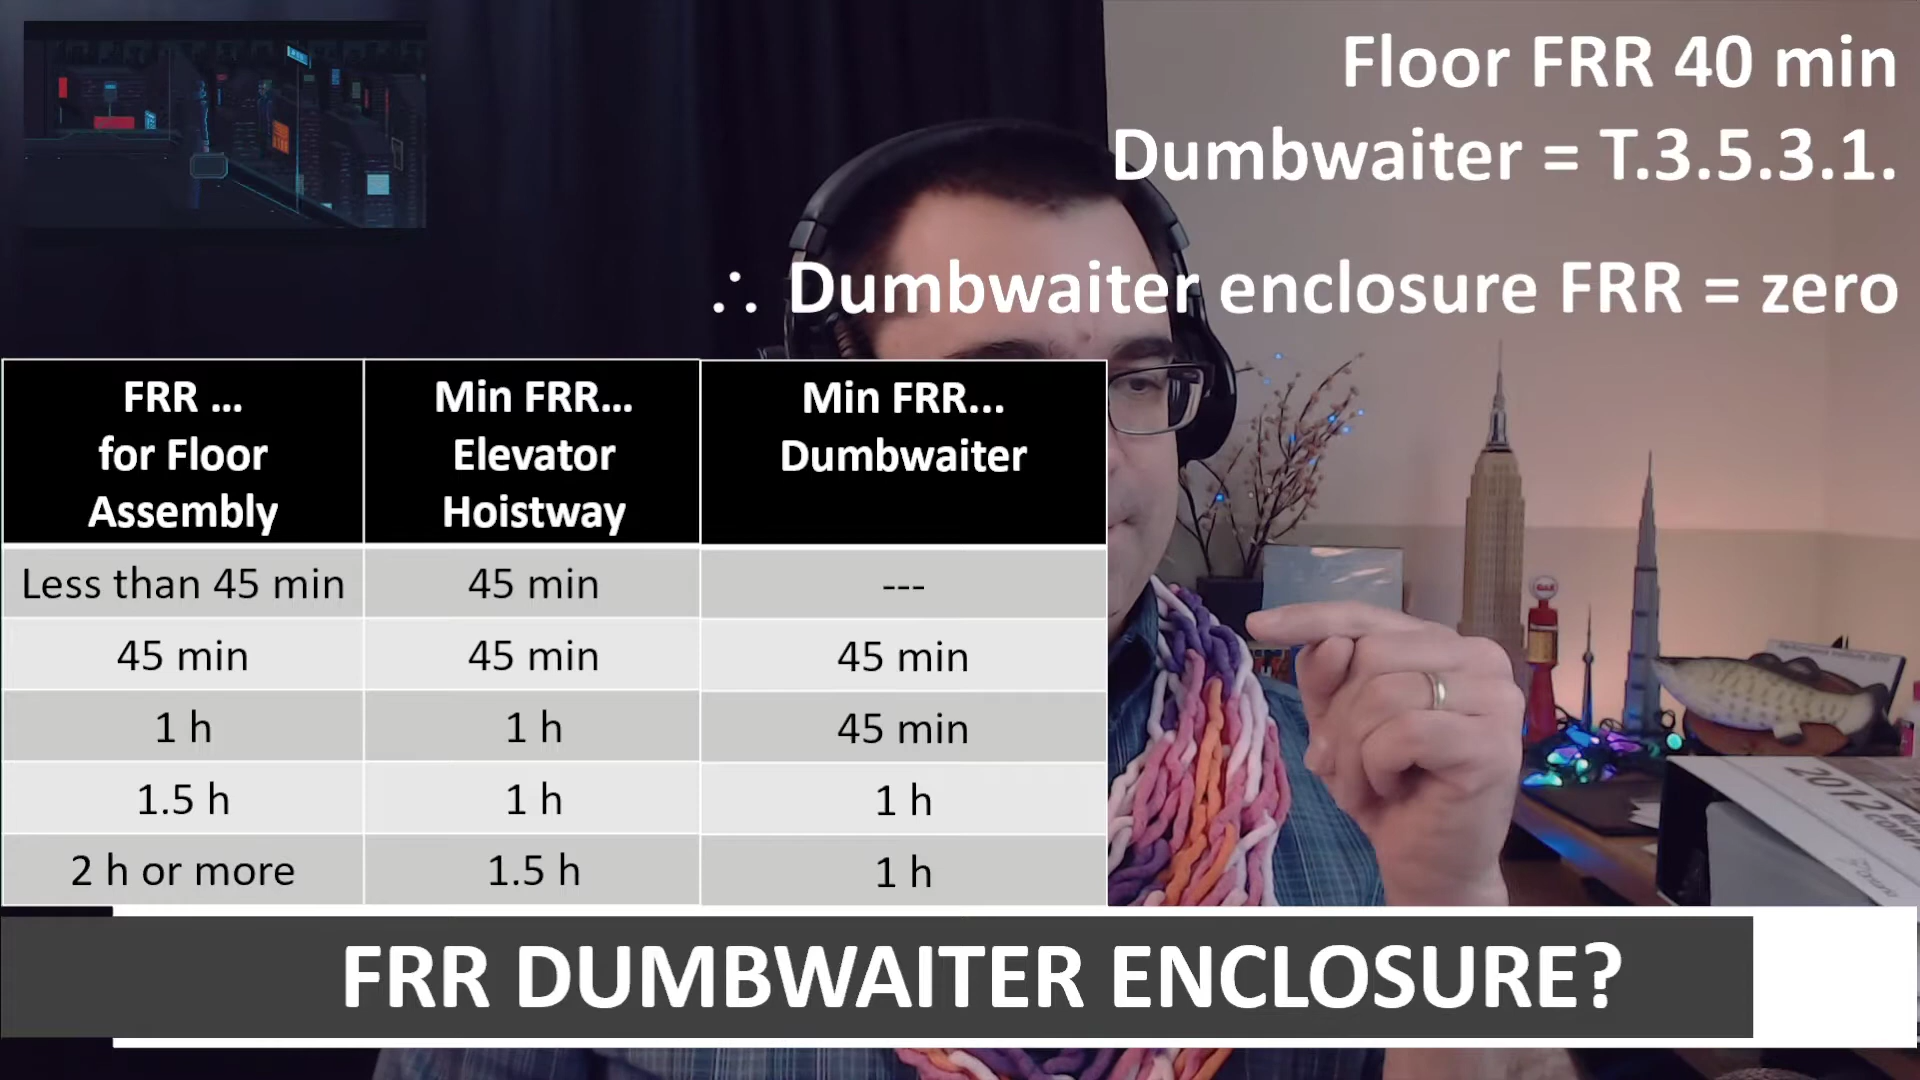 Floor FRR 40 min
Dumbwaiter = T.3.5.3.1.
∴ Dumbwaiter enclosure FRR = zero
FRR ...
for Floor
Assembly
Min FRR...
Elevator
Hoistway
Min FRR...
Dumbwaiter
Less than 45 min
45 min
---
45 min
45 min
45 min
1 h
1 h
45 min
1.5 h
1 h
1 h
2 h or more
1.5 h
1 h
2012
FRR DUMBWAITER ENCLOSURE?